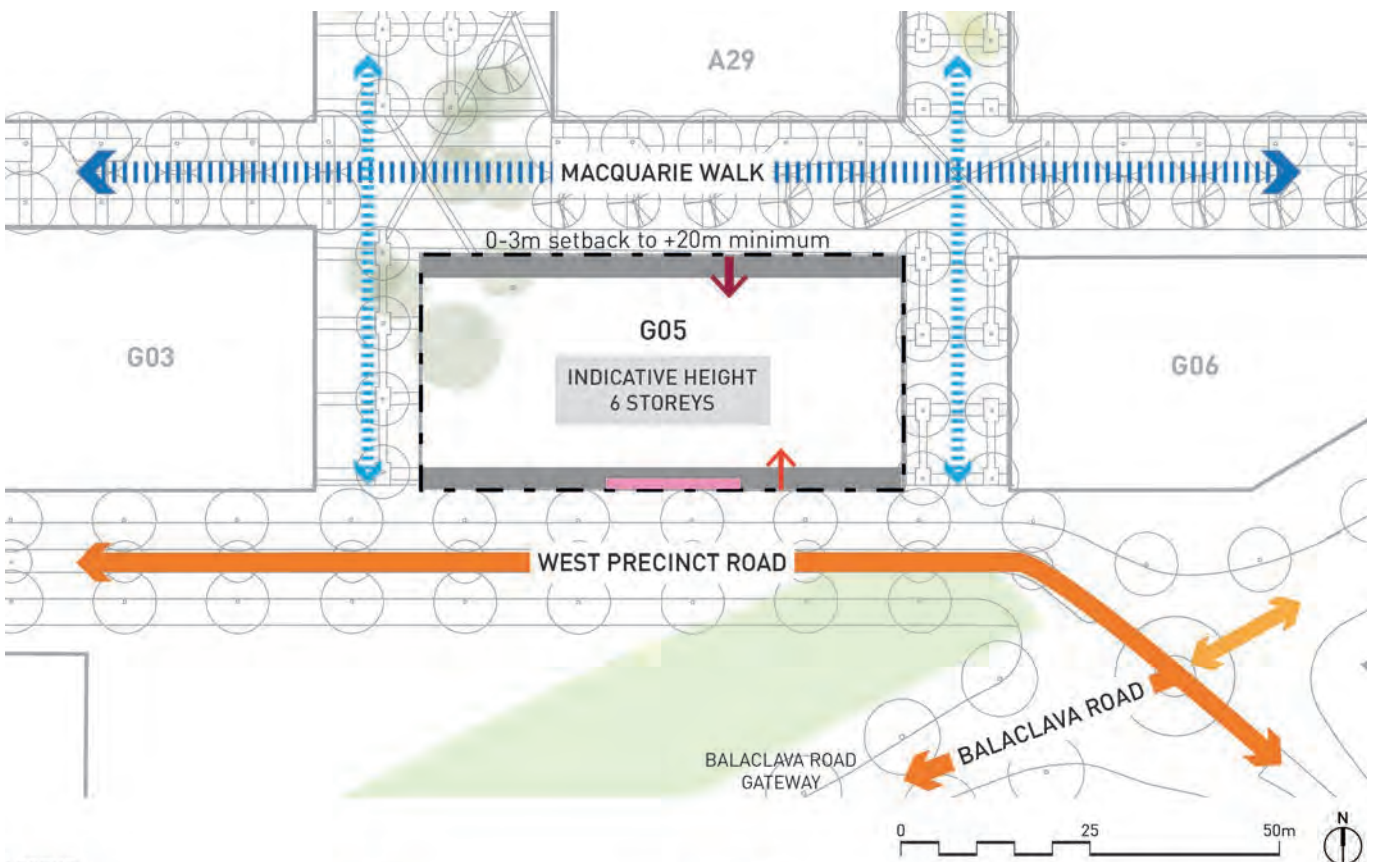 A29
MACQUARIE WALK
0-3m setback to +20m minimum
G03
G05
G06
INDICATIVE HEIGHT
6 STOREYS
WEST PRECINCT ROAD
BALACLAVA ROAD
BALACLAVA ROAD
GATEWAY
0
25
50m
N